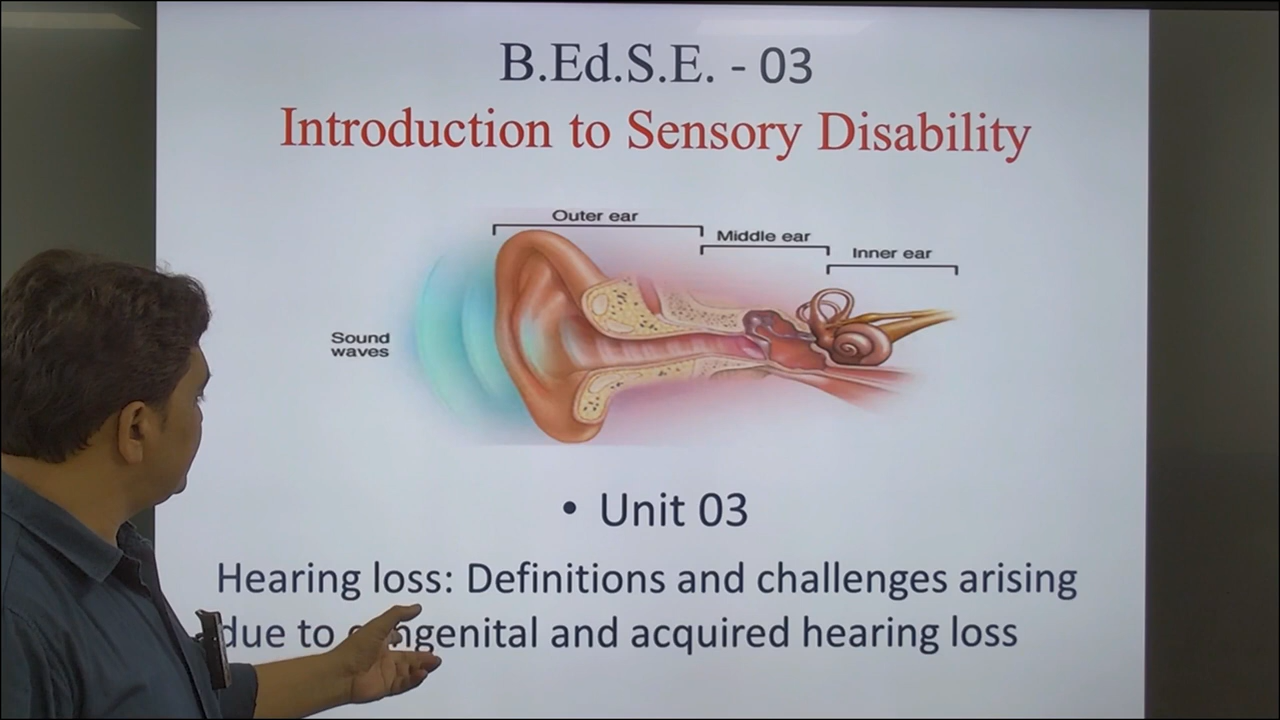 B.Ed.S.E. - 03
Introduction to Sensory Disability
Outer ear
Middle ear
Inner ear
Sound
waves
• Unit 03
Hearing loss: Definitions and challenges arising
due to congenital and acquired hearing loss